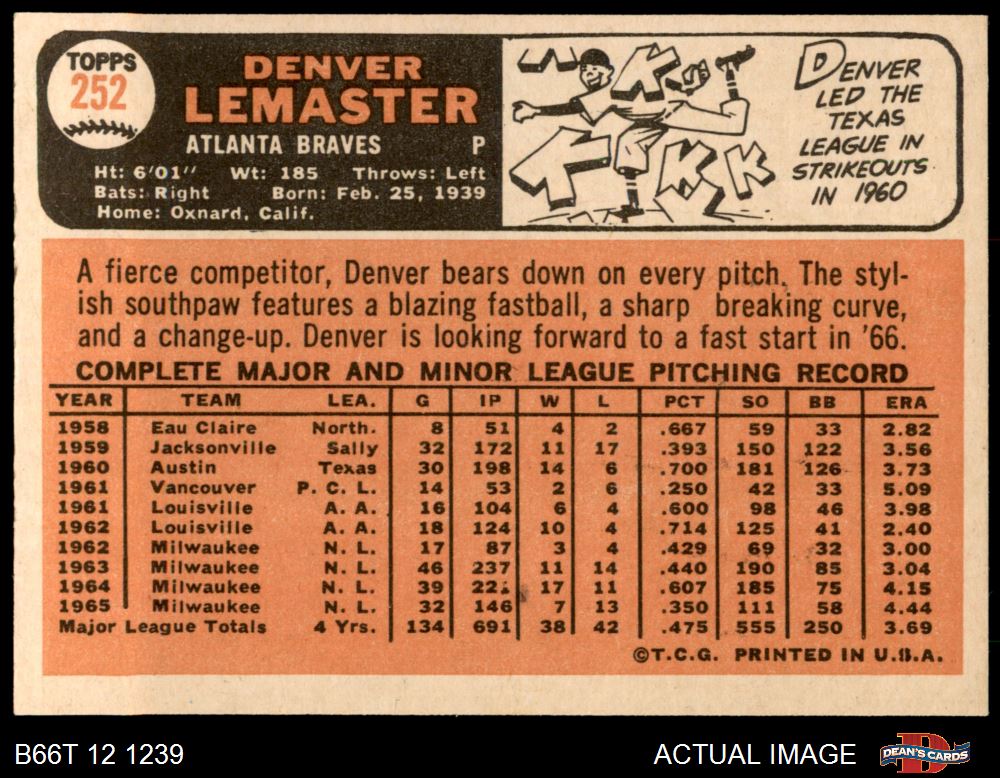 TOPPS
252
DENVER
LEMASTER
ATLANTA BRAVES P
Ht: 6'01" Wt: 185 Throws: Left
Bats: Right Born: Feb. 25, 1939
Home: Oxnard, Calif.
K
K K
DENVER
LED THE
TEXAS
LEAGUE IN
STRIKEOUTS
IN 1960
A fierce competitor, Denver bears down on every pitch. The styl-
ish southpaw features a blazing fastball, a sharp breaking curve,
and a change-up. Denver is looking forward to a fast start in '66.
COMPLETE MAJOR AND MINOR LEAGUE PITCHING RECORD
YEAR TEAM LEA. G IP W L PCT SO BB ERA
1958 Eau Claire North. 8 51 4 2 .667 59 33 2.82
1959 Jacksonville Sally 32 172 11 17 .393 150 122 3.56
1960 Austin Texas 30 198 14 6 .700 181 126 3.73
1961 Vancouver P. C. L. 14 53 2 6 .250 42 33 5.09
1961 Louisville A. A. 16 104 6 4 .600 98 46 3.98
1962 Louisville A. A. 18 124 10 4 .714 125 41 2.40
1962 Milwaukee N. L. 17 87 3 4 .429 69 32 3.00
1963 Milwaukee N. L. 46 237 11 14 .440 190 85 3.04
1964 Milwaukee N. L. 39 17 11 .607 185 75 4.15
1965 Milwaukee N. L. 32 146 7 13 .350 111 58 4.44
Major League Totals 4 Yrs. 134 691 38 42 .475 555 250 3.69
©T.C.G. PRINTED IN U.S.A.
B66T 12 1239 ACTUAL IMAGE
DEAN'S CARDS